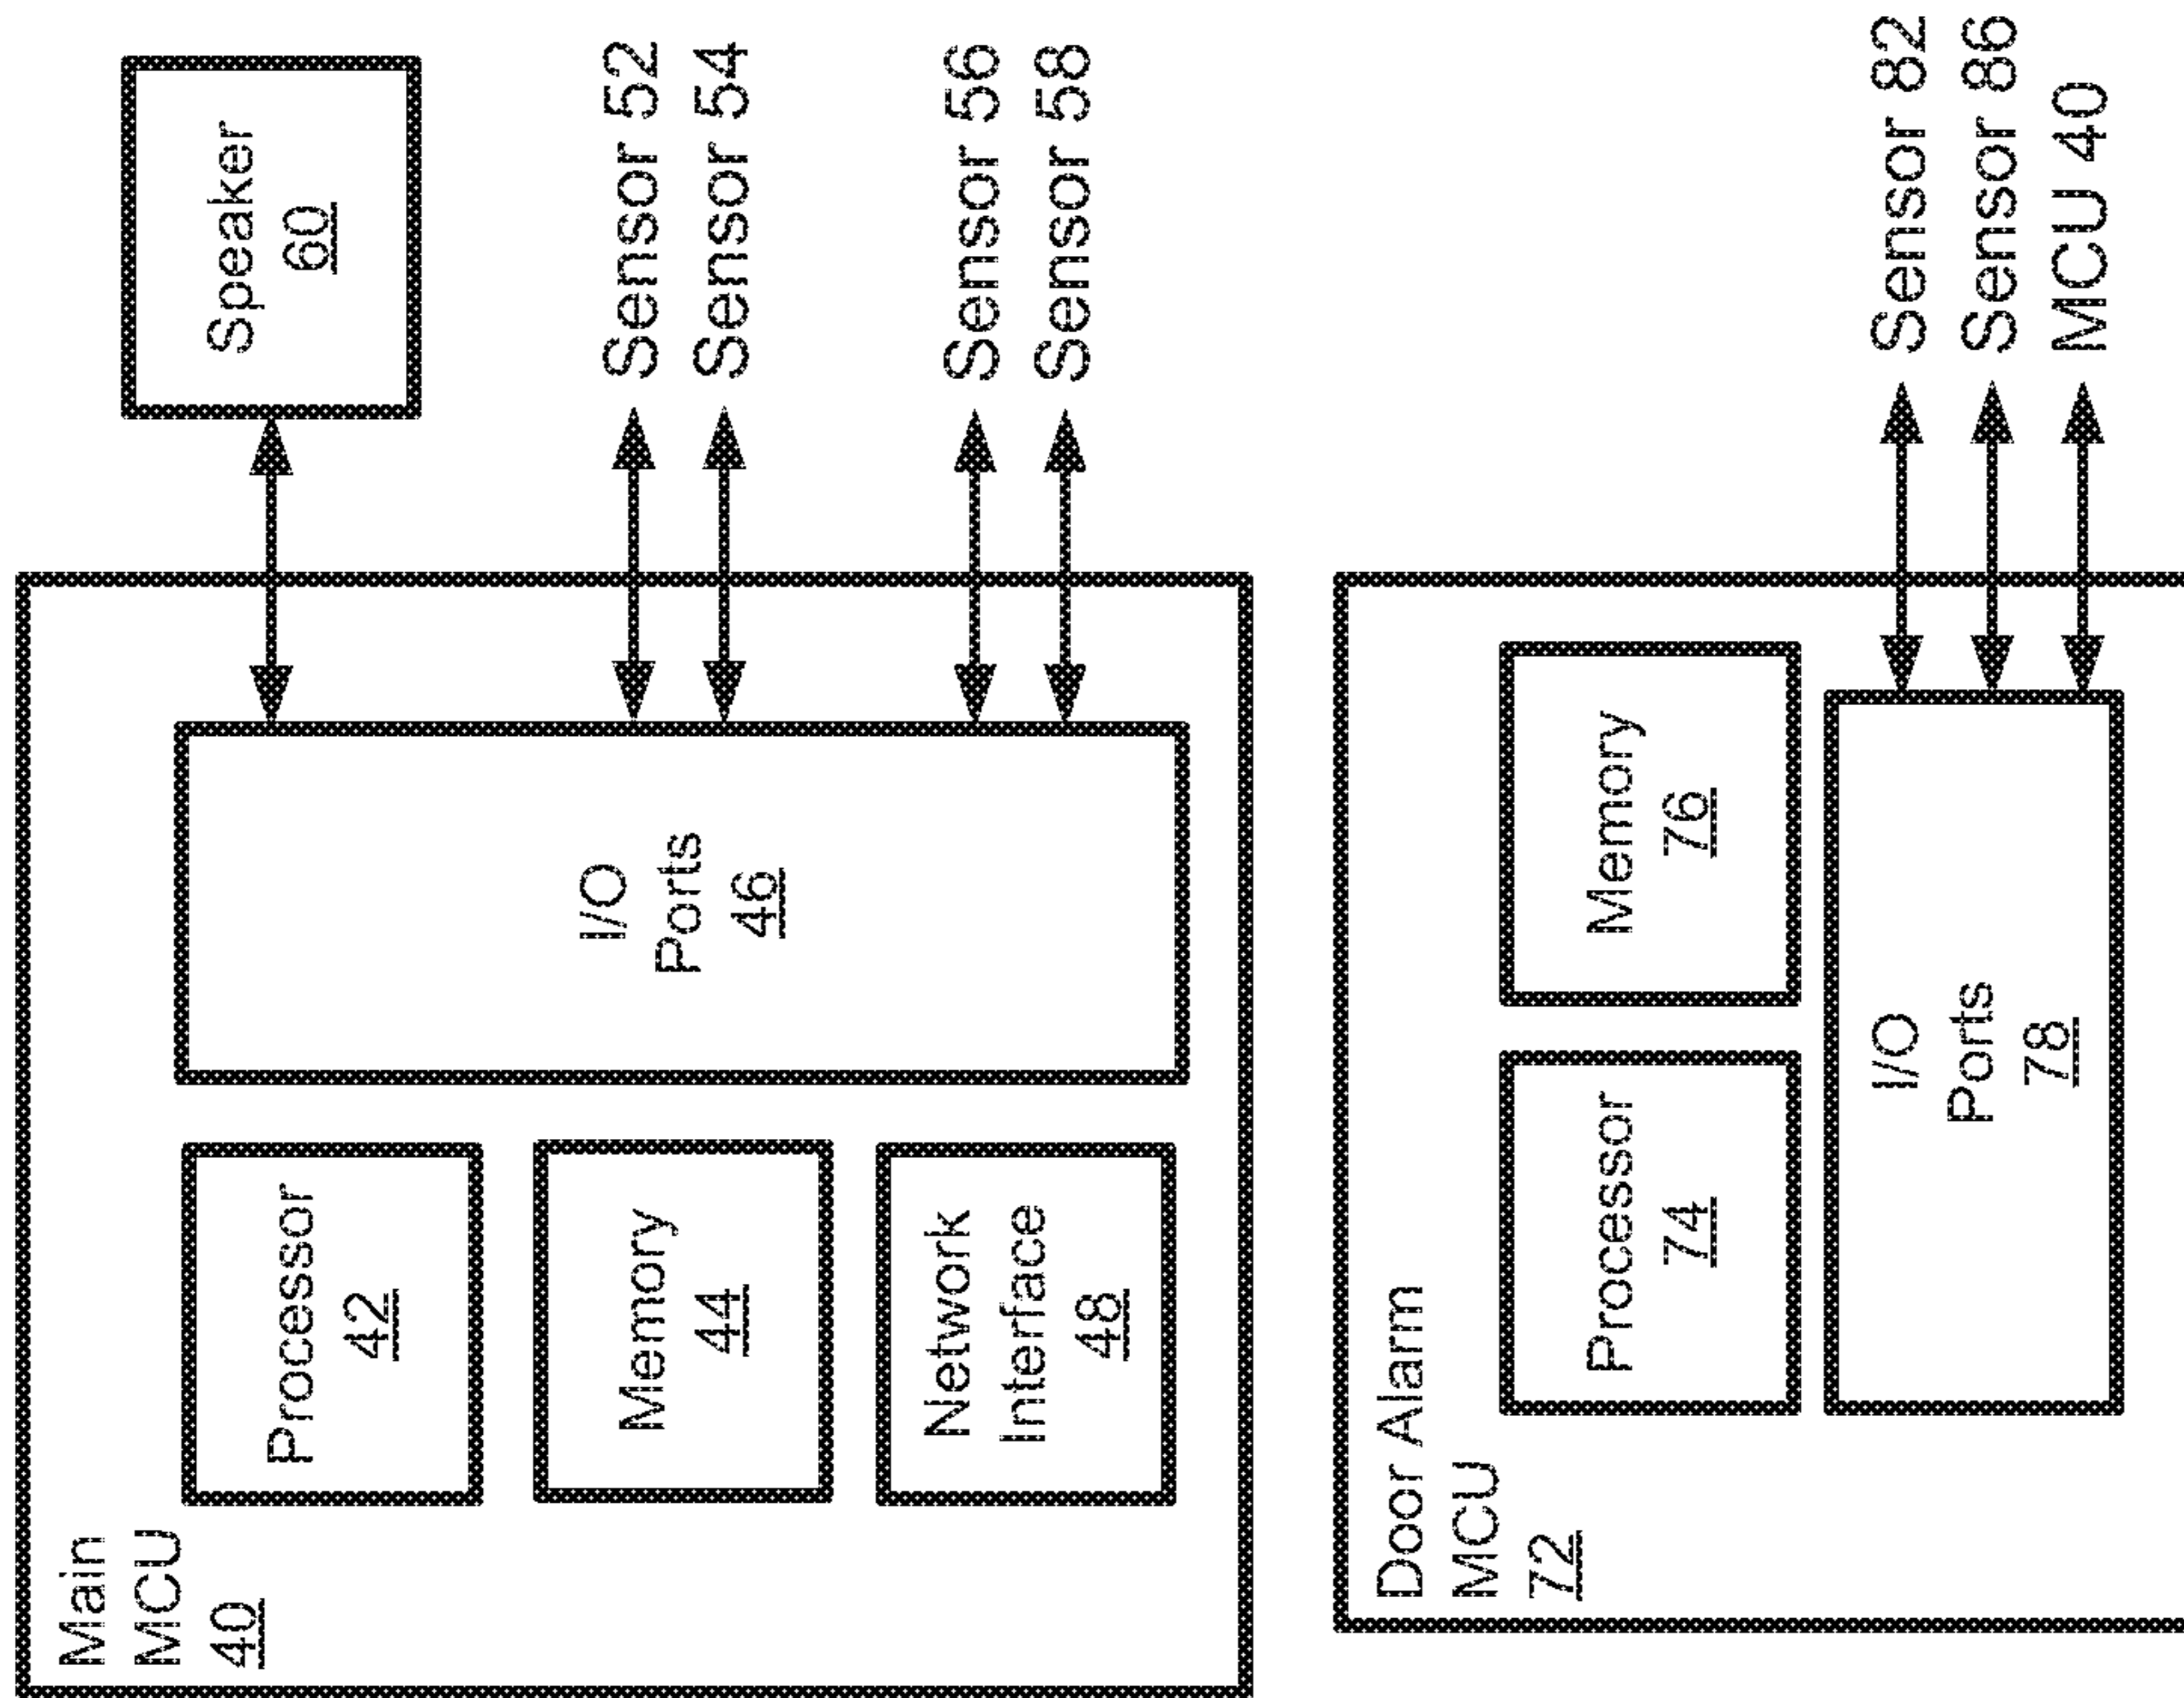 Main
MCU
40
Processor
42
Memory
44
Network
Interface
48
I/O
Ports
46
Speaker
60
Sensor 52
Sensor 54
Sensor 56
Sensor 58
Door Alarm
MCU
72
Processor
74
Memory
76
I/O
Ports
78
Sensor 82
Sensor 86
MCU 40